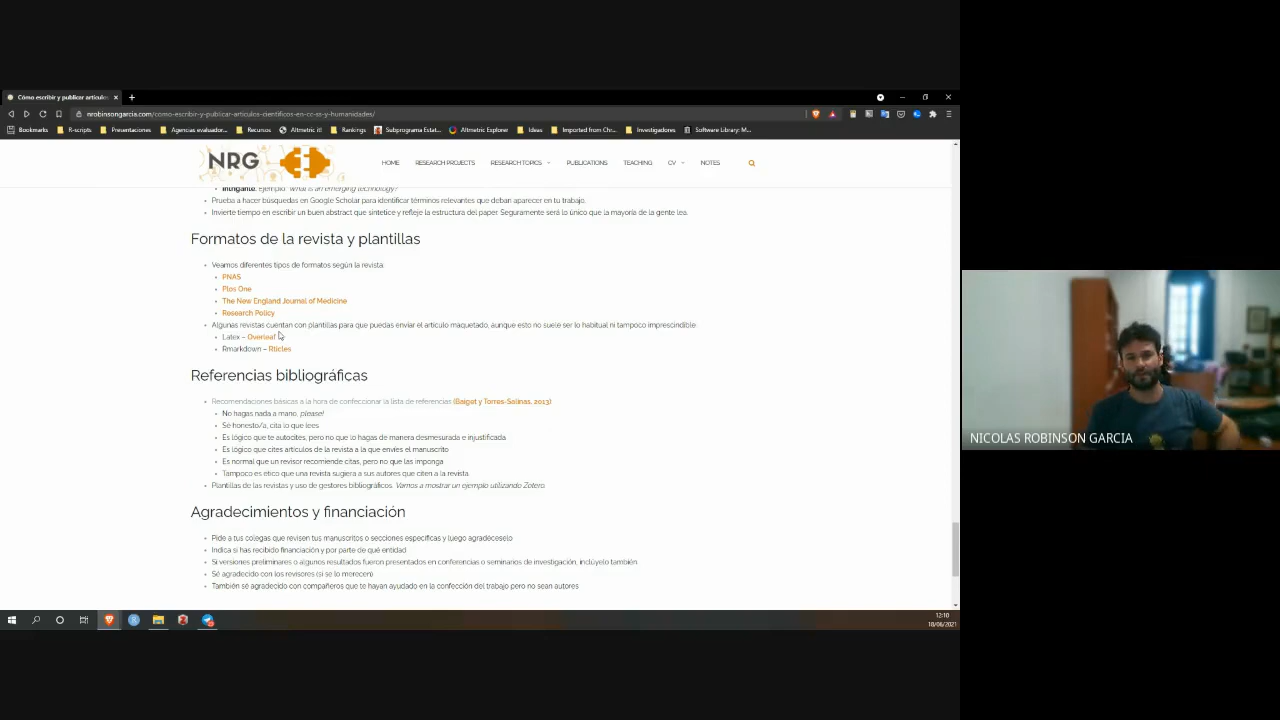 Cómo escribir y publicar artículos
nrobinsongarcia.com/como-escribir-y-publicar-articulos-cientificos-en-cc-ss-y-humanidades/
Bookmarks R-scripts Presentaciones Agencias evaluador... Recursos Altmetric it! Rankings Subprograma Estat... Altmetric Explorer Ideas Imported from Chr... Investigadores Software Library: M...
NRG HOME RESEARCH PROJECTS RESEARCH TOPICS PUBLICATIONS TEACHING CV NOTES
Intrigante. Ejemplo: What is an emerging technology?
Prueba a hacer búsquedas en Google Scholar para identificar términos relevantes que deban aparecer en tu trabajo.
Invierte tiempo en escribir un buen abstract que sintetice y refleje la estructura del paper. Seguramente será lo único que la mayoría de la gente lea.
Formatos de la revista y plantillas
Veamos diferentes tipos de formatos según la revista:
PNAS
Plos One
The New England Journal of Medicine
Research Policy
Algunas revistas cuentan con plantillas para que puedas enviar el artículo maquetado, aunque esto no suele ser lo habitual ni tampoco imprescindible:
Latex – Overleaf
Rmarkdown – Rticles
Referencias bibliográficas
Recomendaciones básicas a la hora de confeccionar la lista de referencias (Baiget y Torres-Salinas, 2013)
No hagas nada a mano, please!
Sé honesto/a, cita lo que lees
Es lógico que te autocites, pero no que lo hagas de manera desmesurada e injustificada
Es lógico que cites artículos de la revista a la que envíes el manuscrito
Es normal que un revisor recomiende citas, pero no que las imponga
Tampoco es ético que una revista sugiera a sus autores que citen a la revista.
Plantillas de las revistas y uso de gestores bibliográficos. Vamos a mostrar un ejemplo utilizando Zotero.
Agradecimientos y financiación
Pide a tus colegas que revisen tus manuscritos o secciones específicas y luego agradéceselo
Indica si has recibido financiación y por parte de qué entidad
Si versiones preliminares o algunos resultados fueron presentados en conferencias o seminarios de investigación, inclúyelo también
Sé agradecido con los revisores (si se lo merecen)
También sé agradecido con compañeros que te hayan ayudado en la confección del trabajo pero no sean autores
12:10
18/06/2021
NICOLAS ROBINSON GARCIA